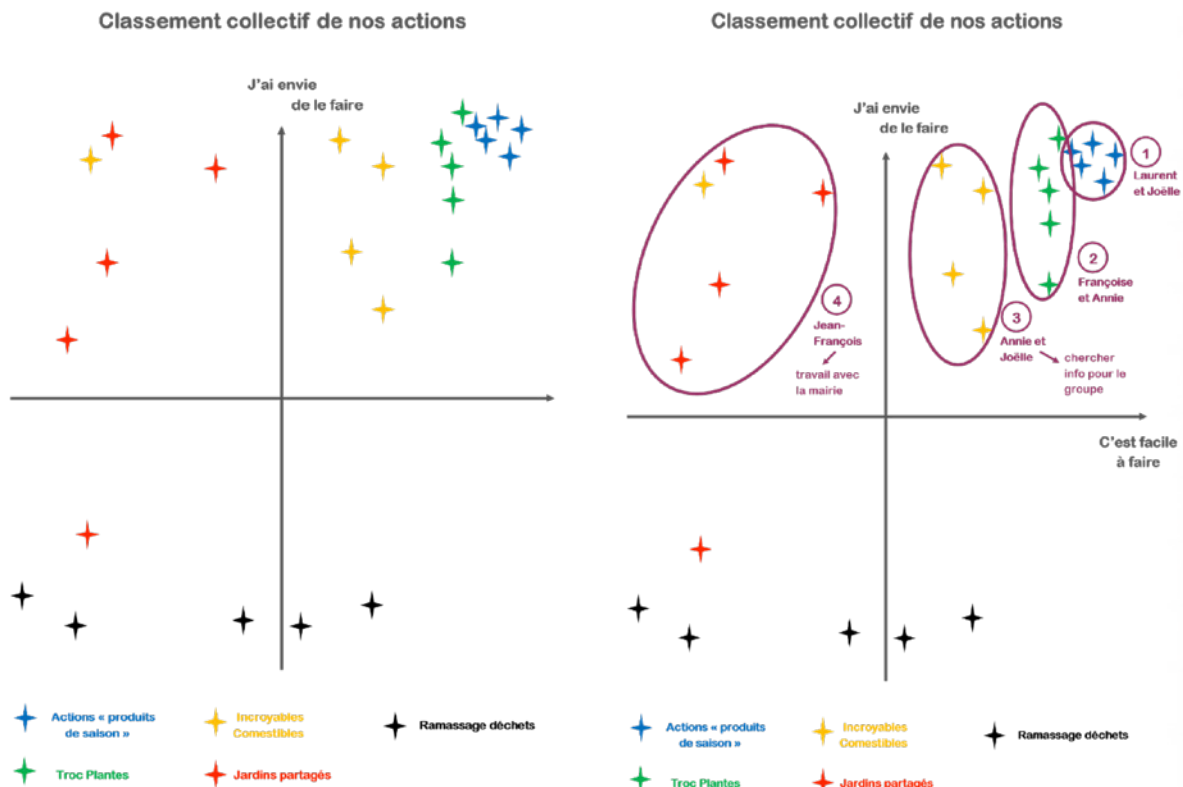 Classement collectif de nos actions
J'ai envie
de le faire
Actions « produits
de saison »
Incroyables
Comestibles
Ramassage déchets
Troc Plantes
Jardins partagés
Classement collectif de nos actions
J'ai envie
de le faire
1
Laurent
et Joëlle
2
Françoise
et Annie
3
Annie et
Joëlle
chercher
info pour le
groupe
4
Jean-
François
travail avec
la mairie
C'est facile
à faire
Actions « produits
de saison »
Incroyables
Comestibles
Ramassage déchets
Troc Plantes
Jardins partagés